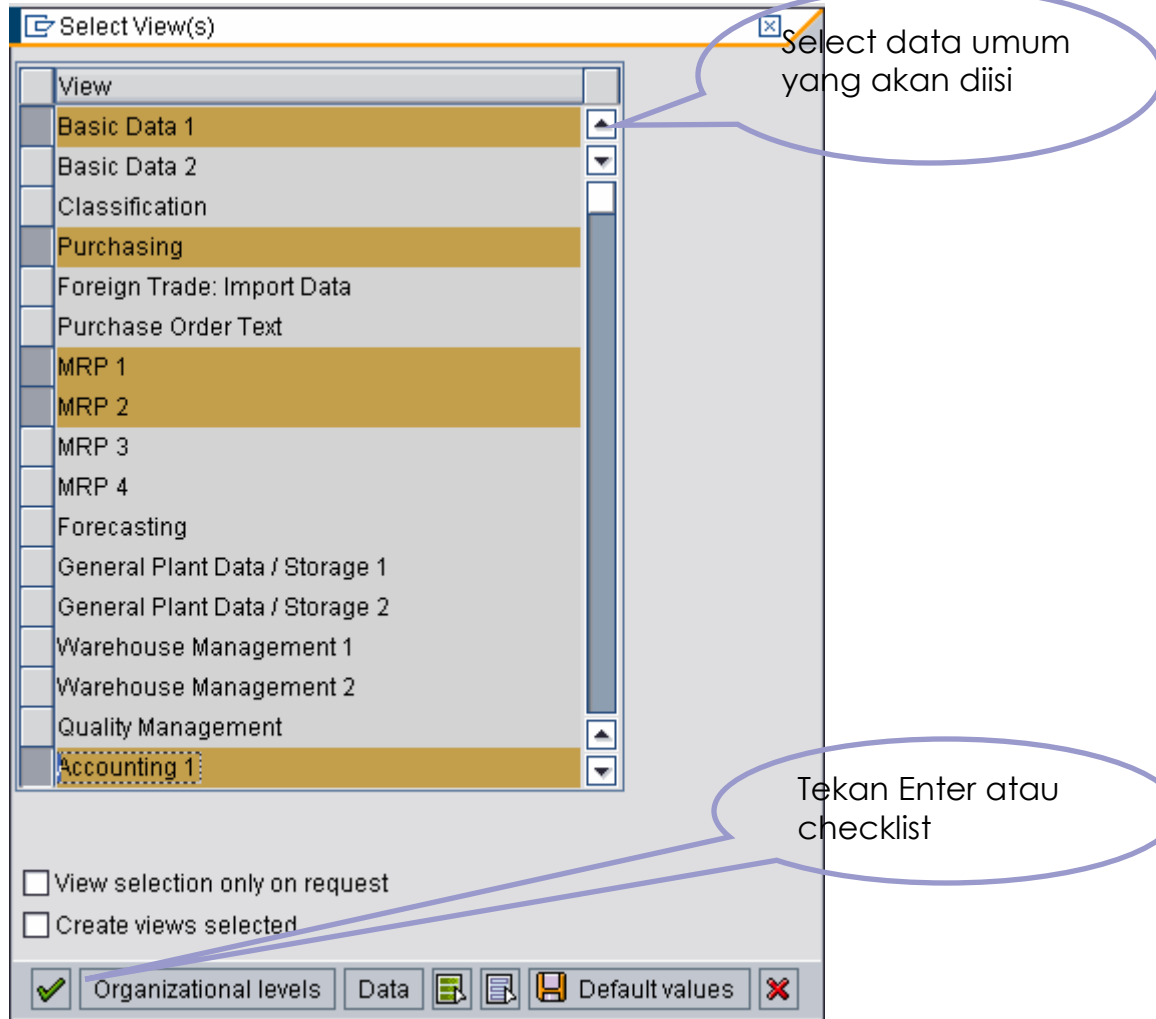 Select View(s)
Select data umum
yang akan diisi
View
Basic Data 1
Basic Data 2
Classification
Purchasing
Foreign Trade: Import Data
Purchase Order Text
MRP 1
MRP 2
MRP 3
MRP 4
Forecasting
General Plant Data / Storage 1
General Plant Data / Storage 2
Warehouse Management 1
Warehouse Management 2
Quality Management
Accounting 1
Tekan Enter atau
checklist
View selection only on request
Create views selected
Organizational levels Data Default values